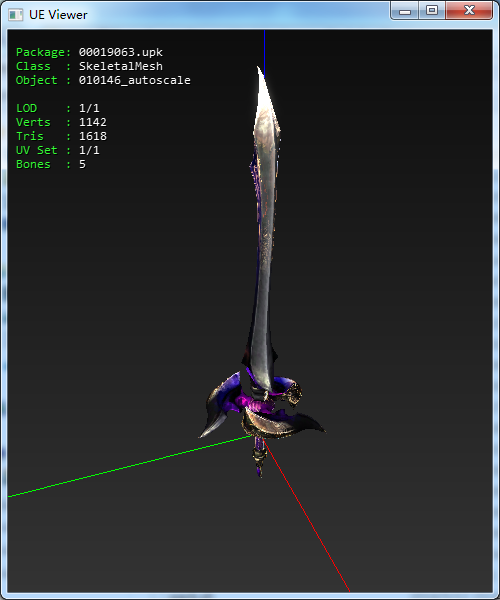 UE Viewer
Package: 00019063.upk
Class : SkeletalMesh
Object : 010146_autoscale
LOD : 1/1
Verts : 1142
Tris : 1618
UV Set : 1/1
Bones : 5